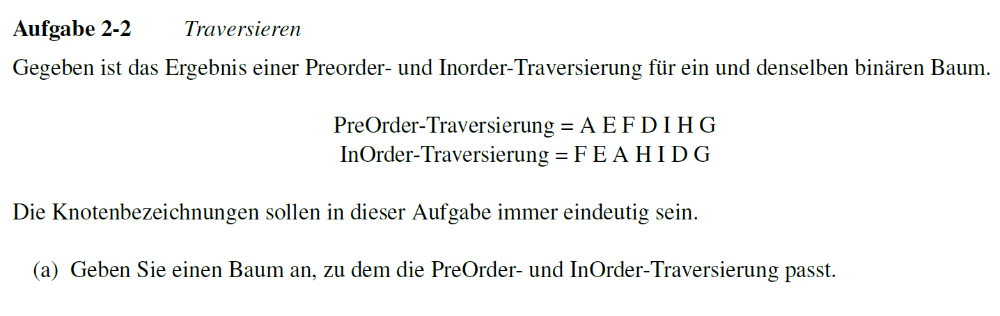 Aufgabe 2-2 Traversieren
Gegeben ist das Ergebnis einer Preorder- und Inorder-Traversierung für ein und denselben binären Baum.
PreOrder-Traversierung = A E F D I H G
InOrder-Traversierung = F E A H I D G
Die Knotenbezeichnungen sollen in dieser Aufgabe immer eindeutig sein.
(a) Geben Sie einen Baum an, zu dem die PreOrder- und InOrder-Traversierung passt.